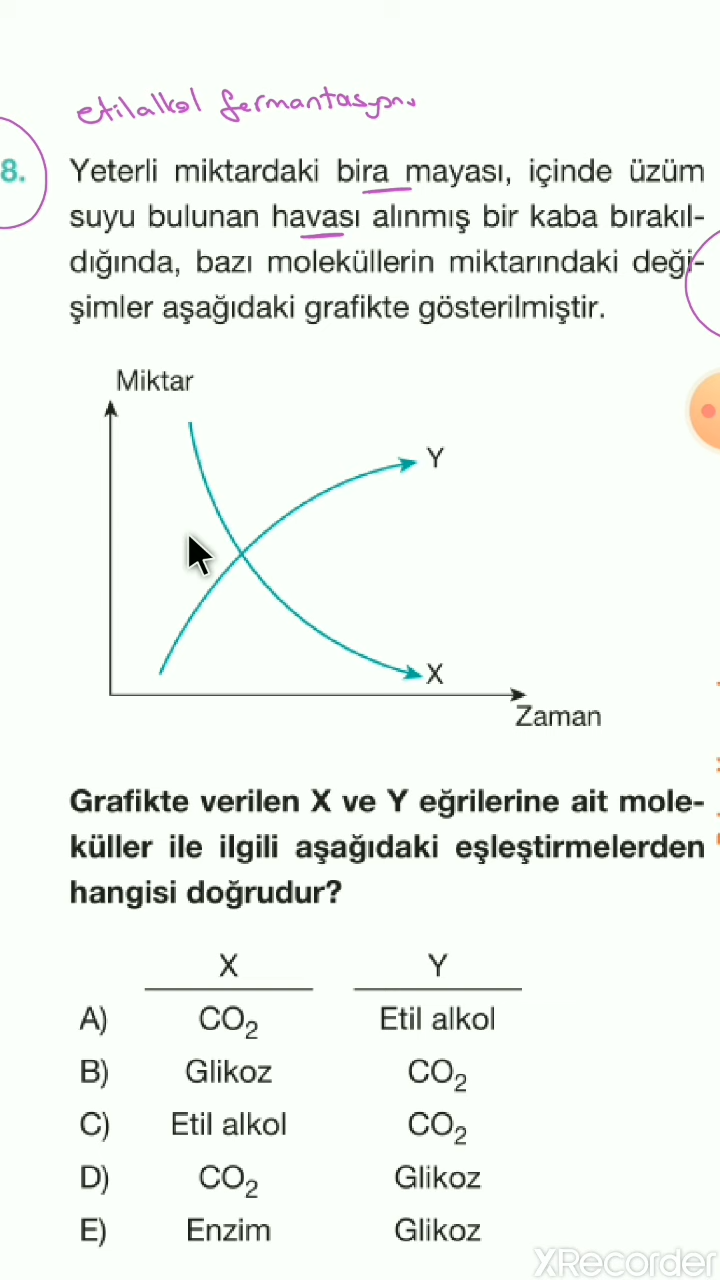 etilalkol fermantasyonu
8. Yeterli miktardaki bira mayası, içinde üzüm
suyu bulunan havası alınmış bir kaba bırakıl-
dığında, bazı moleküllerin miktarındaki deği-
şimler aşağıdaki grafikte gösterilmiştir.
Miktar
Y
X
Zaman
Grafikte verilen X ve Y eğrilerine ait mole-
küller ile ilgili aşağıdaki eşleştirmelerden
hangisi doğrudur?
X Y
A) CO₂ Etil alkol
B) Glikoz CO₂
C) Etil alkol CO₂
D) CO₂ Glikoz
E) Enzim Glikoz
XRecorder